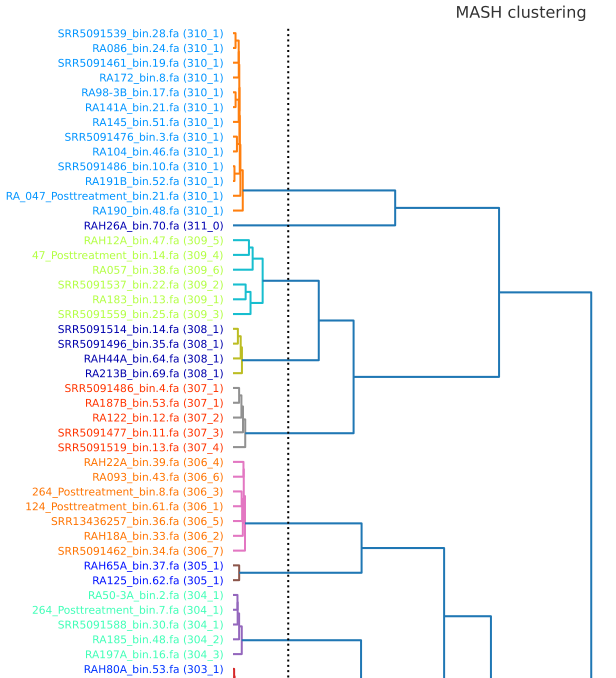 MASH clustering
SRR5091539_bin.28.fa (310_1)
RA086_bin.24.fa (310_1)
SRR5091461_bin.19.fa (310_1)
RA172_bin.8.fa (310_1)
RA98-3B_bin.17.fa (310_1)
RA141A_bin.21.fa (310_1)
RA145_bin.51.fa (310_1)
SRR5091476_bin.3.fa (310_1)
RA104_bin.46.fa (310_1)
SRR5091486_bin.10.fa (310_1)
RA191B_bin.52.fa (310_1)
RA_047_Posttreatment_bin.21.fa (310_1)
RA190_bin.48.fa (310_1)
RAH26A_bin.70.fa (311_0)
RAH12A_bin.47.fa (309_5)
47_Posttreatment_bin.14.fa (309_4)
RA057_bin.38.fa (309_6)
SRR5091537_bin.22.fa (309_2)
RA183_bin.13.fa (309_1)
SRR5091559_bin.25.fa (309_3)
SRR5091514_bin.14.fa (308_1)
SRR5091496_bin.35.fa (308_1)
RAH44A_bin.64.fa (308_1)
RA213B_bin.69.fa (308_1)
SRR5091486_bin.4.fa (307_1)
RA187B_bin.53.fa (307_1)
RA122_bin.12.fa (307_2)
SRR5091477_bin.11.fa (307_3)
SRR5091519_bin.13.fa (307_4)
RAH22A_bin.39.fa (306_4)
RA093_bin.43.fa (306_6)
264_Posttreatment_bin.8.fa (306_3)
124_Posttreatment_bin.61.fa (306_1)
SRR13436257_bin.36.fa (306_5)
RAH18A_bin.33.fa (306_2)
SRR5091462_bin.34.fa (306_7)
RAH65A_bin.37.fa (305_1)
RA125_bin.62.fa (305_1)
RA50-3A_bin.2.fa (304_1)
264_Posttreatment_bin.7.fa (304_1)
SRR5091588_bin.30.fa (304_1)
RA185_bin.48.fa (304_2)
RA197A_bin.16.fa (304_3)
RAH80A_bin.53.fa (303_1)